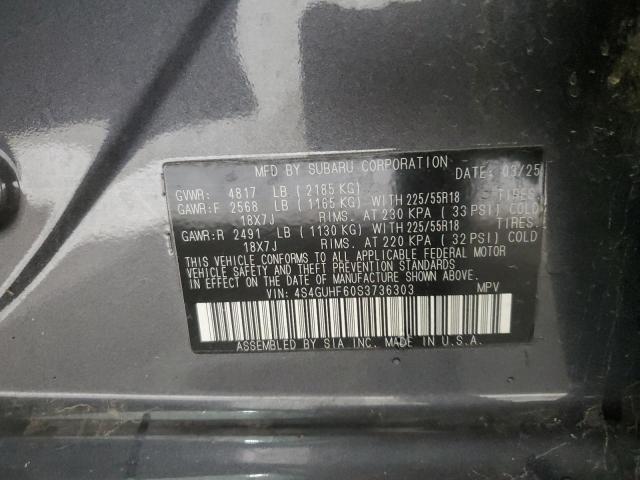 MFD BY SUBARU CORPORATION DATE: 03/25
GVWR: 4817 LB (2185 KG)
GAWR:F 2568 LB (1165 KG) WITH 225/55R18 TIRES.
18X7J RIMS. AT 230 KPA (33 PSI) COLD
GAWR:R 2491 LB (1130 KG) WITH 225/55R18 TIRES.
18X7J RIMS. AT 220 KPA (32 PSI) COLD
THIS VEHICLE CONFORMS TO ALL APPLICABLE FEDERAL MOTOR
VEHICLE SAFETY AND THEFT PREVENTION STANDARDS
IN EFFECT ON THE DATE OF MANUFACTURE SHOWN ABOVE.
VIN: 4S4GUHF60S3736303 MPV
ASSEMBLED BY SIA INC. MADE IN U.S.A.